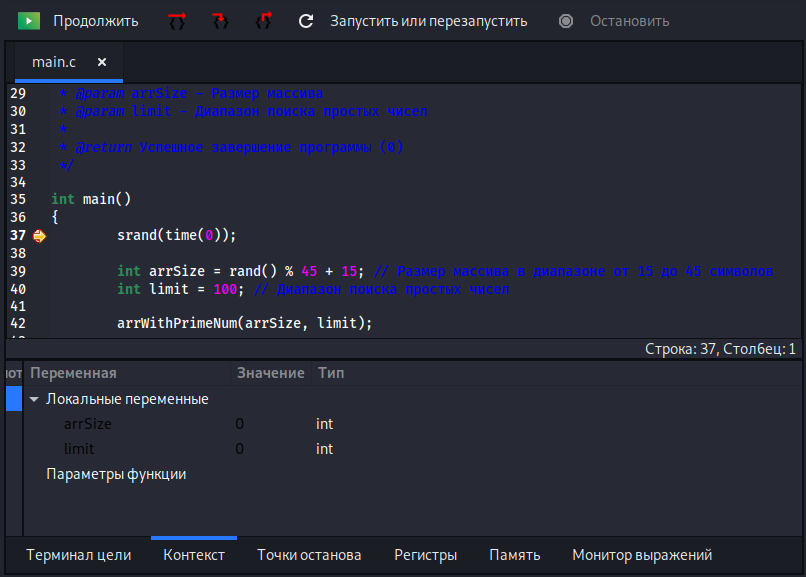 Продолжить Запустить или перезапустить Остановить
main.c ×
29 * @param arrSize - Размер массива
30 * @param limit - Диапазон поиска простых чисел
31 *
32 * @return Успешное завершение программы (0)
33 */
34
35 int main()
36 {
37 srand(time(0));
38
39 int arrSize = rand() % 45 + 15; // Размер массива в диапазоне от 15 до 45 символов
40 int limit = 100; // Диапазон поиска простых чисел
41
42 arrWithPrimeNum(arrSize, limit);
Строка: 37, Столбец: 1
Переменная Значение Тип
Локальные переменные
arrSize 0 int
limit 0 int
Параметры функции
Терминал цели Контекст Точки останова Регистры Память Монитор выражений